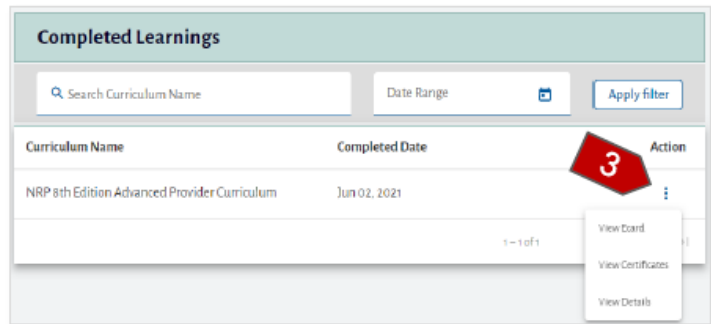 Completed Learnings
Search Curriculum Name
Date Range
Apply filter
Curriculum Name Completed Date Action
3
NRP 8th Edition Advanced Provider Curriculum Jun 02, 2021
View Ecard
1 – 1 of 1
View Certificates
View Details